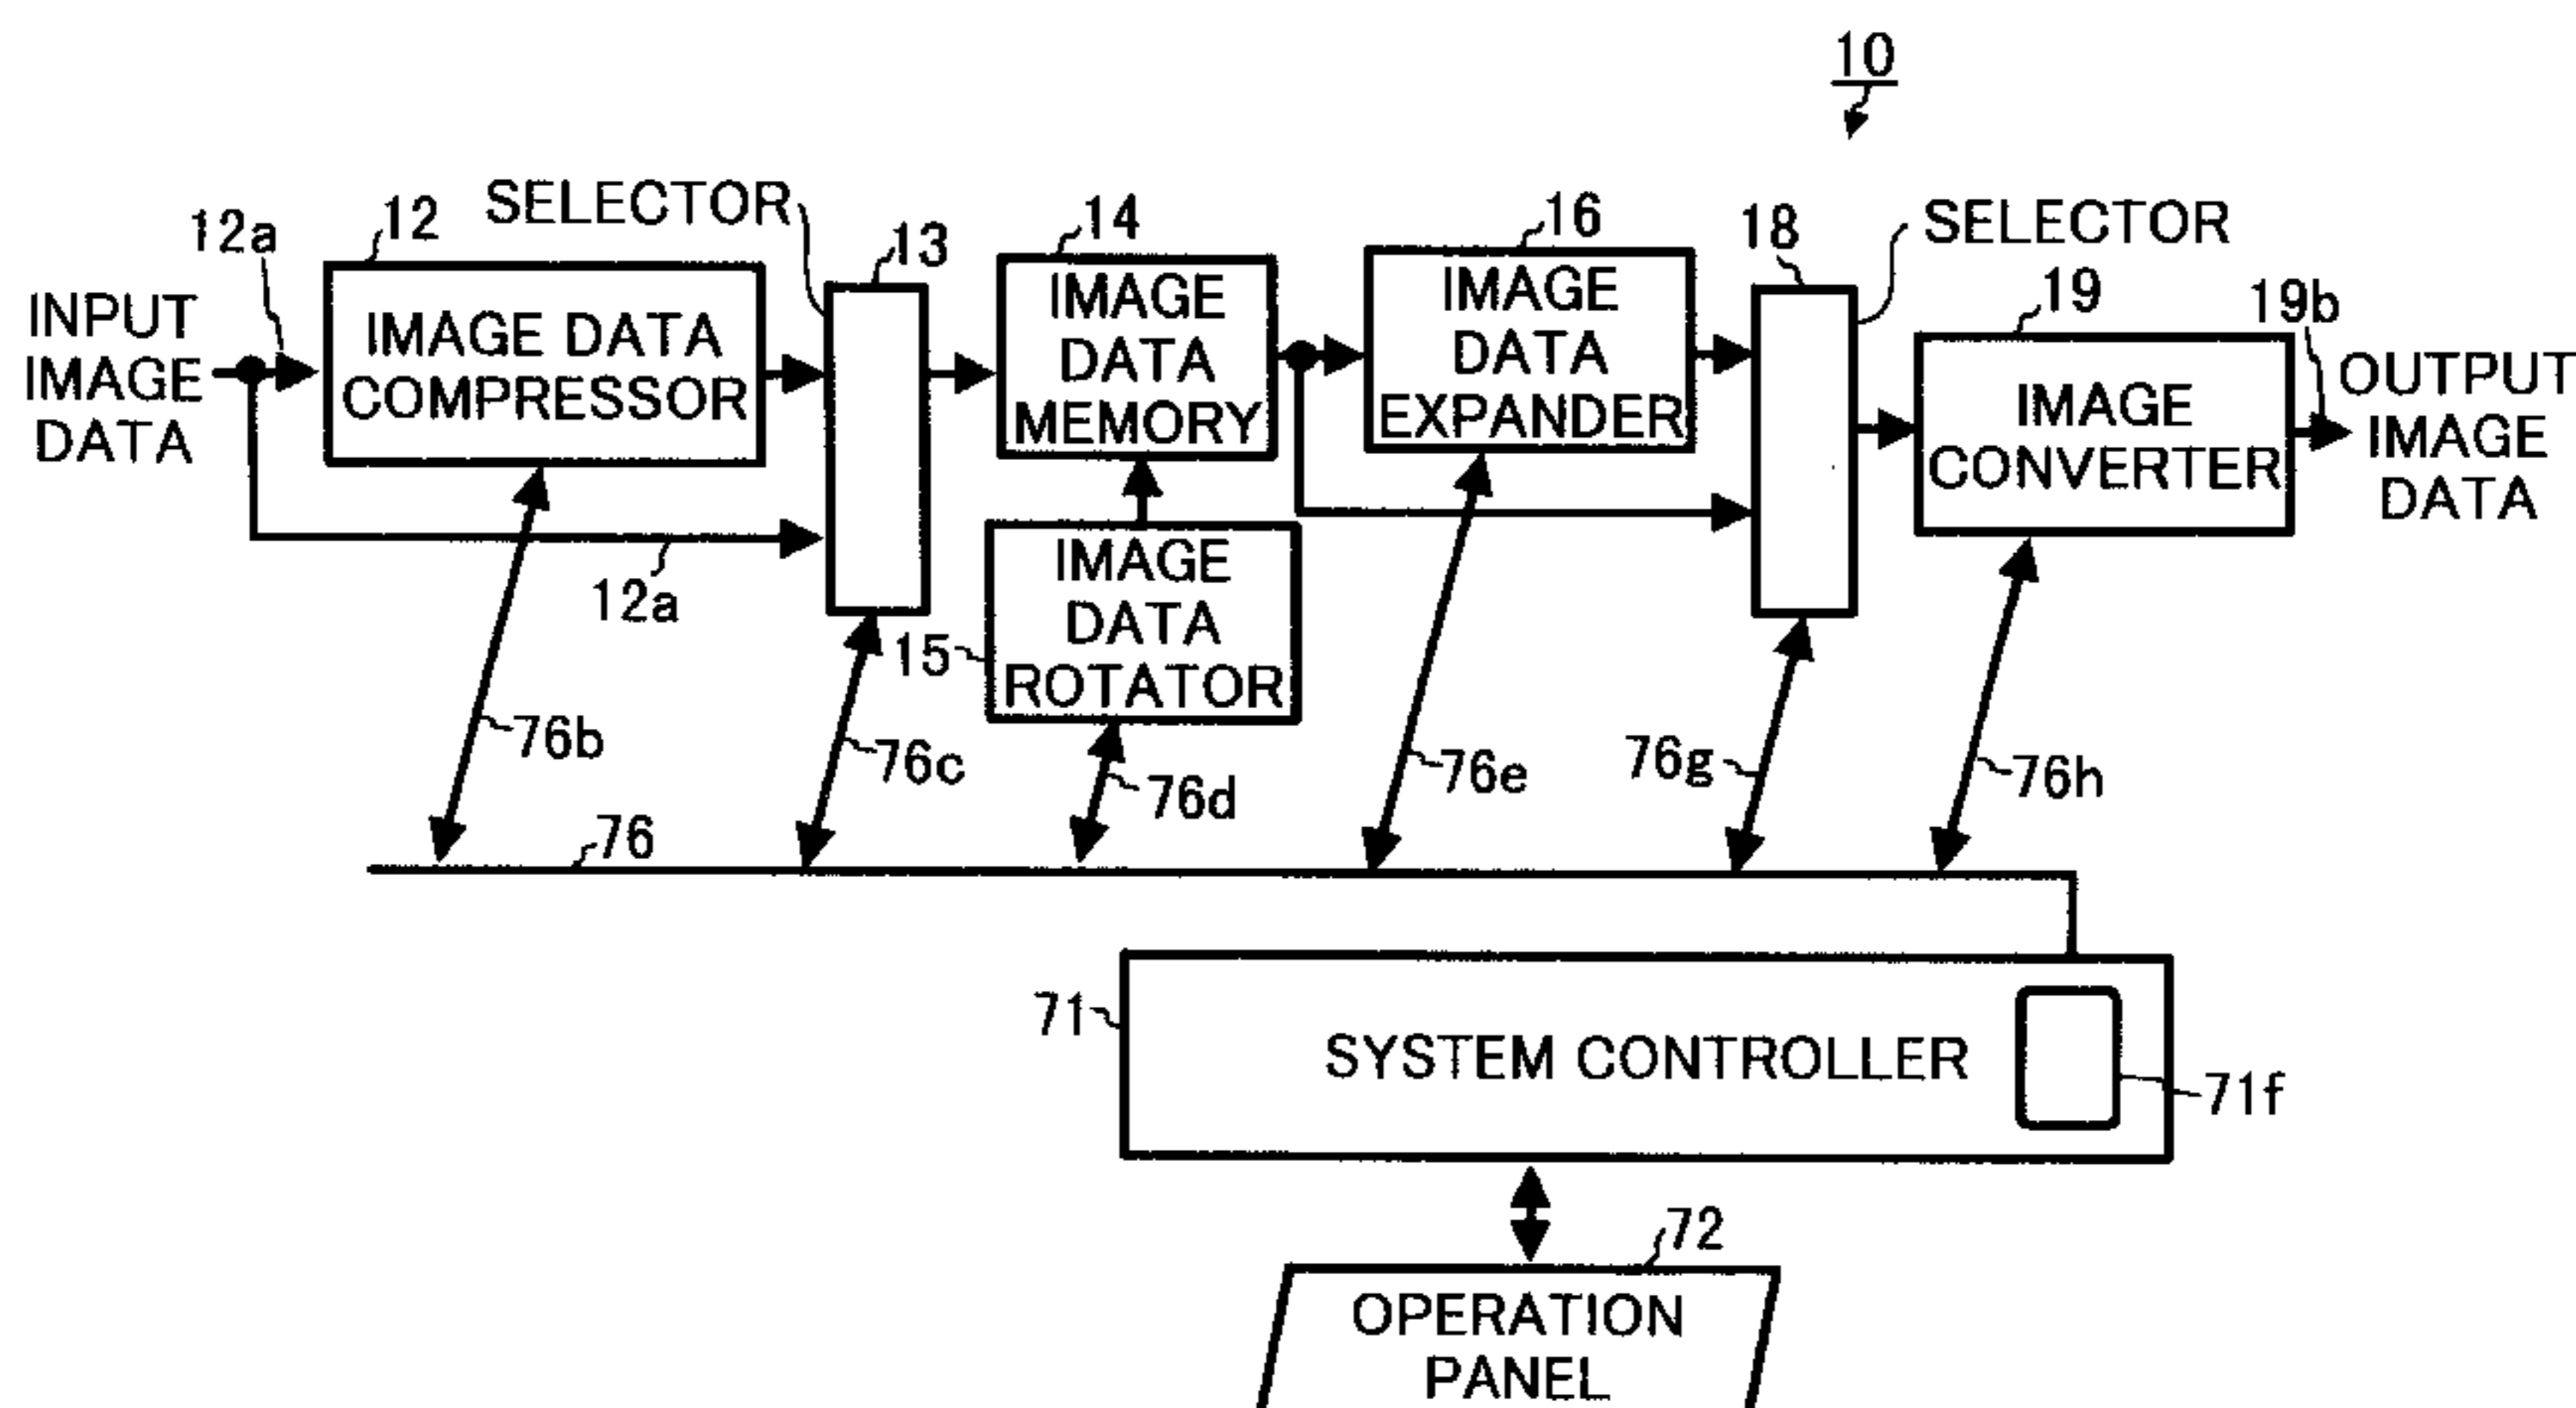 10
SELECTOR
12a
12
13
14
16
18
SELECTOR
19
19b
INPUT
IMAGE
DATA
IMAGE DATA
COMPRESSOR
IMAGE
DATA
MEMORY
IMAGE
DATA
EXPANDER
IMAGE
CONVERTER
OUTPUT
IMAGE
DATA
12a
15
IMAGE
DATA
ROTATOR
76b
76c
76d
76e
76g
76h
76
71
SYSTEM CONTROLLER
71f
72
OPERATION
PANEL